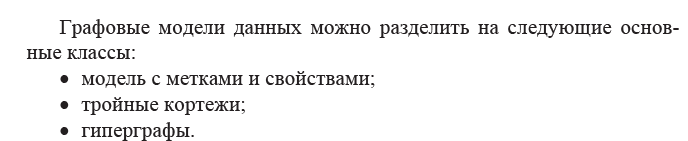 Графовые модели данных можно разделить на следующие основ-
ные классы:
• модель с метками и свойствами;
• тройные кортежи;
• гиперграфы.